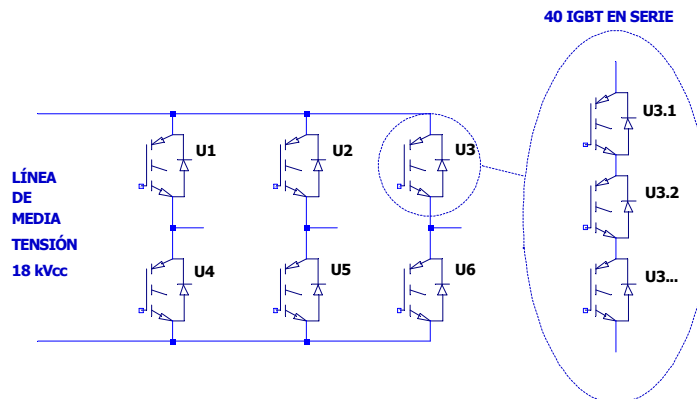 40 IGBT EN SERIE
U1
U2
U3
U3.1
LÍNEA
DE
MEDIA
TENSIÓN
18 kVcc
U3.2
U4
U5
U6
U3...